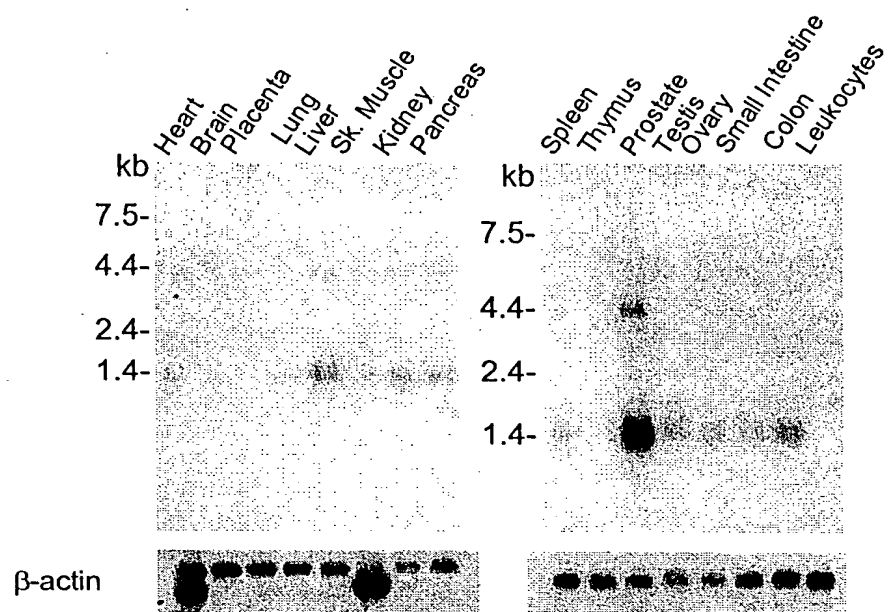 Heart
Brain
Placenta
Lung
Liver
Sk. Muscle
Kidney
Pancreas
kb
7.5-
4.4-
2.4-
1.4-
Spleen
Thymus
Prostate
Testis
Ovary
Small Intestine
Colon
Leukocytes
kb
7.5-
4.4-
2.4-
1.4-
β-actin